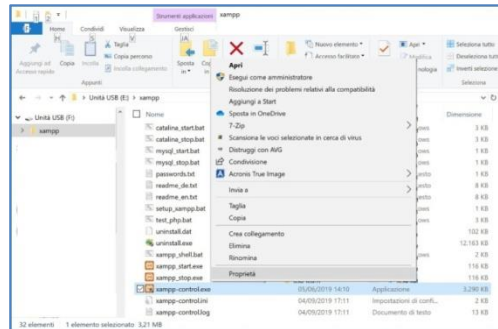 Strumenti applicazioni xampp
File Home Condividi Visualizza Gestisci
Copia Incolla
Taglia
Copia percorso
Incolla collegamento
Sposta in
Appunti
Nuovo elemento
Accesso facilitato
Apri
Modifica
Seleziona tutto
Inverti selezione
Seleziona
Unità USB (E:) > xampp
Unità USB (F:)
xampp
Nome
Dimensione
catalina_start.bat 3 KB
catalina_stop.bat 3 KB
mysql_start.bat 1 KB
mysql_stop.bat 1 KB
passwords.txt 1 KB
readme_de.txt 8 KB
readme_en.txt 8 KB
setup_xampp.bat 1 KB
test_php.bat 3 KB
uninstall.dat 102 KB
uninstall.exe 12.163 KB
xampp_shell.bat 2 KB
xampp_start.exe 116 KB
xampp_stop.exe 116 KB
xampp-control.exe 05/06/2019 14:10 Applicazione 3.290 KB
xampp-control.ini 04/09/2019 17:11 Impostazioni di confi... 2 KB
xampp-control.log 04/09/2019 17:11 Documento di testo 13 KB
Apri
Esegui come amministratore
Risoluzione dei problemi relativi alla compatibilità
Aggiungi a Start
Sposta in OneDrive
7-Zip
Scansiona le voci selezionate in cerca di virus
Distruggi con AVG
Condivisione
Acronis True Image
Invia a
Taglia
Copia
Crea collegamento
Elimina
Rinomina
Proprietà
32 elementi 1 elemento selezionato 3,21 MB